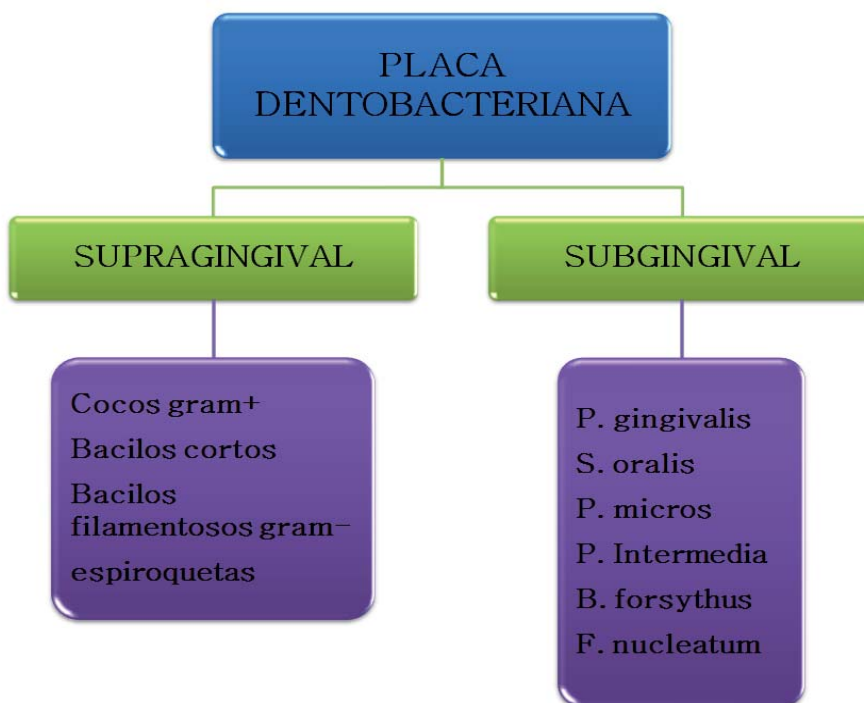 PLACA
DENTOBACTERIANA
SUPRAGINGIVAL
SUBGINGIVAL
Cocos gram+
Bacilos cortos
Bacilos
filamentosos gram-
espiroquetas
P. gingivalis
S. oralis
P. micros
P. Intermedia
B. forsythus
F. nucleatum